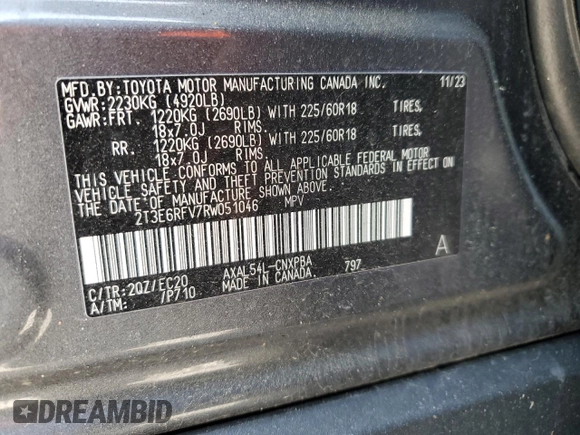 MFD.BY:TOYOTA MOTOR MANUFACTURING CANADA INC. 11/23
GVWR:2230KG (4920LB)
GAWR:FRT. 1220KG (2690LB) WITH 225/60R18 TIRES,
18x7.0J RIMS.
RR. 1220KG (2690LB) WITH 225/60R18 TIRES,
18x7.0J RIMS.
THIS VEHICLE CONFORMS TO ALL APPLICABLE FEDERAL MOTOR
VEHICLE SAFETY AND THEFT PREVENTION STANDARDS IN EFFECT ON
THE DATE OF MANUFACTURE SHOWN ABOVE.
2T3E6RFV7RW051046 MPV
A
C/TR:2QZ/EC20 AXAL54L-CNXPBA 797
A/TM: /P710 MADE IN CANADA
DREAMBID